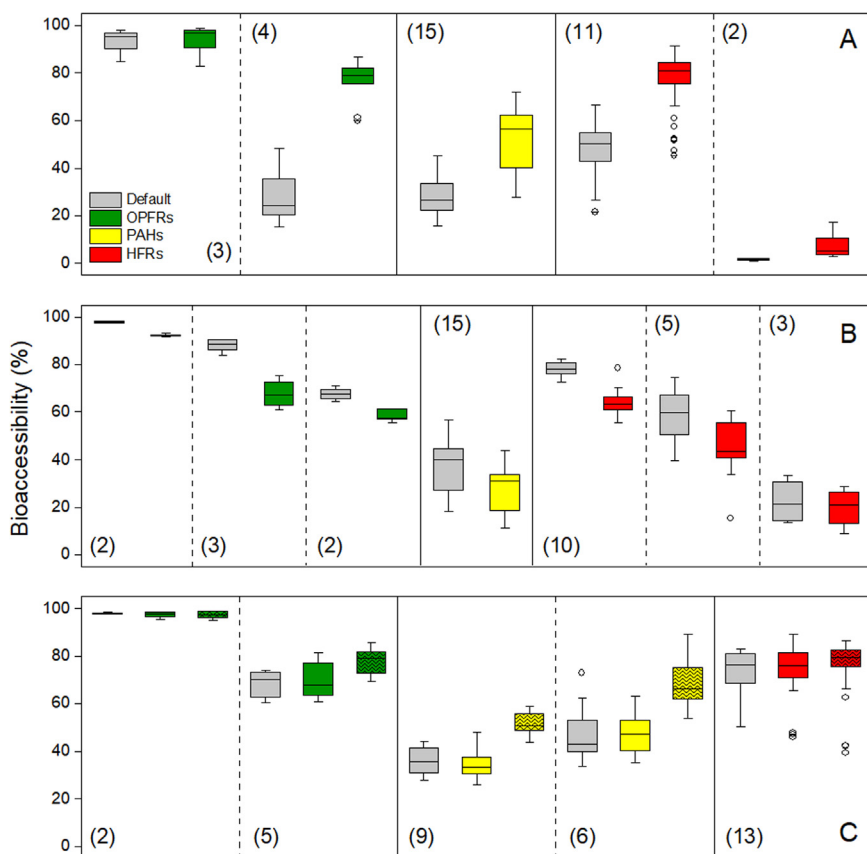 100 (4) (15) (11) (2) A
80
60
40
Default
OPFRs
20
PAHs
HFRs
(3)
0
100 (15) (5) (3) B
80
60
40
20
0 (2) (3) (2) (10)
Bioaccessibility (%)
100
80
60
40
20
0 (2) (5) (9) (6) (13) C